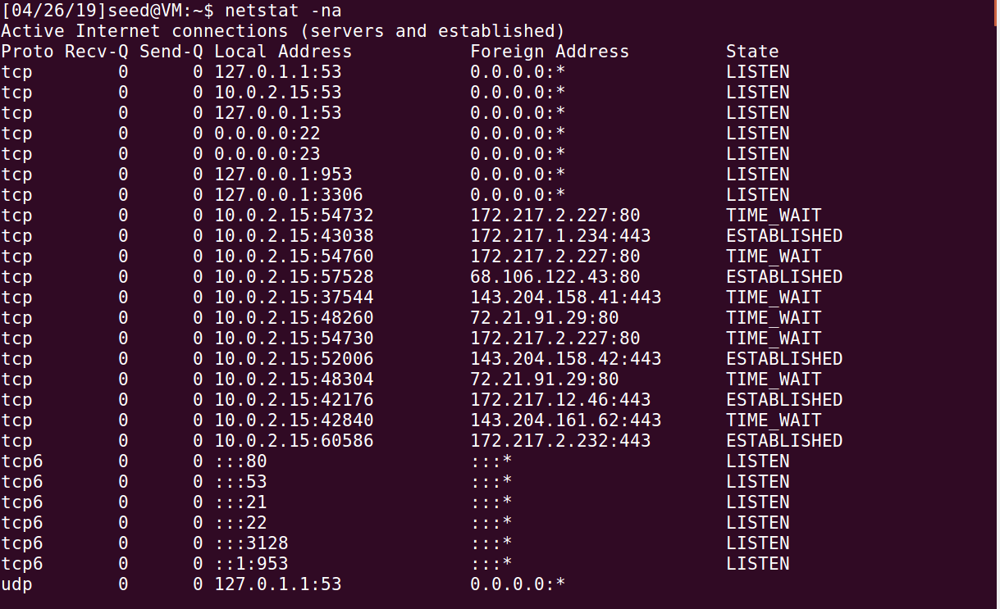 [04/26/19]seed@VM:~$ netstat -na
Active Internet connections (servers and established)
Proto Recv-Q Send-Q Local Address           Foreign Address         State
tcp        0      0 127.0.1.1:53            0.0.0.0:*               LISTEN
tcp        0      0 10.0.2.15:53            0.0.0.0:*               LISTEN
tcp        0      0 127.0.0.1:53            0.0.0.0:*               LISTEN
tcp        0      0 0.0.0.0:22              0.0.0.0:*               LISTEN
tcp        0      0 0.0.0.0:23              0.0.0.0:*               LISTEN
tcp        0      0 127.0.0.1:953           0.0.0.0:*               LISTEN
tcp        0      0 127.0.0.1:3306          0.0.0.0:*               LISTEN
tcp        0      0 10.0.2.15:54732         172.217.2.227:80        TIME_WAIT
tcp        0      0 10.0.2.15:43038         172.217.1.234:443       ESTABLISHED
tcp        0      0 10.0.2.15:54760         172.217.2.227:80        TIME_WAIT
tcp        0      0 10.0.2.15:57528         68.106.122.43:80        ESTABLISHED
tcp        0      0 10.0.2.15:37544         143.204.158.41:443      TIME_WAIT
tcp        0      0 10.0.2.15:48260         72.21.91.29:80          TIME_WAIT
tcp        0      0 10.0.2.15:54730         172.217.2.227:80        TIME_WAIT
tcp        0      0 10.0.2.15:52006         143.204.158.42:443      ESTABLISHED
tcp        0      0 10.0.2.15:48304         72.21.91.29:80          TIME_WAIT
tcp        0      0 10.0.2.15:42176         172.217.12.46:443       ESTABLISHED
tcp        0      0 10.0.2.15:42840         143.204.161.62:443      TIME_WAIT
tcp        0      0 10.0.2.15:60586         172.217.2.232:443       ESTABLISHED
tcp6       0      0 :::80                   :::*                    LISTEN
tcp6       0      0 :::53                   :::*                    LISTEN
tcp6       0      0 :::21                   :::*                    LISTEN
tcp6       0      0 :::22                   :::*                    LISTEN
tcp6       0      0 :::3128                 :::*                    LISTEN
tcp6       0      0 ::1:953                 :::*                    LISTEN
udp        0      0 127.0.1.1:53            0.0.0.0:*